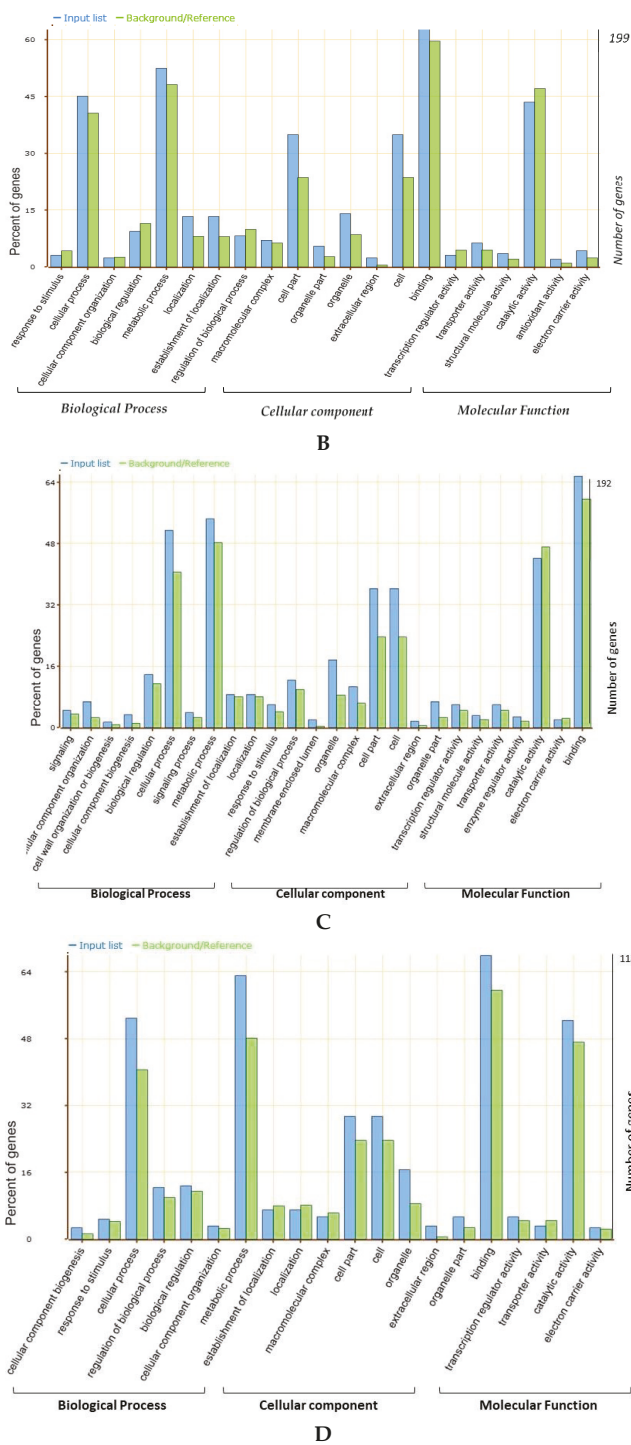 Input list Background/Reference
60
45
30
15
0
Percent of genes
199
Number of genes
response to stimulus
cellular process
cellular component organization
biological regulation
metabolic process
localization
establishment of localization
regulation of biological process
macromolecular complex
cell part
organelle part
organelle
extracellular region
cell
binding
transcription regulator activity
transporter activity
structural molecule activity
catalytic activity
antioxidant activity
electron carrier activity
Biological Process Cellular component Molecular Function
B
Input list Background/Reference
64
48
32
16
0
Percent of genes
192
Number of genes
signaling
llular component organization
cell wall organization or biogenesis
cellular component biogenesis
biological regulation
cellular process
signaling process
metabolic process
establishment of localization
localization
response to stimulus
regulation of biological process
membrane-enclosed lumen
organelle
macromolecular complex
cell part
cell
extracellular region
organelle part
transcription regulator activity
structural molecule activity
transporter activity
enzyme regulator activity
catalytic activity
electron carrier activity
binding
Biological Process Cellular component Molecular Function
C
Input list Background/Reference
64
48
32
16
0
Percent of genes
11
Number of genes
cellular component biogenesis
response to stimulus
cellular process
regulation of biological process
biological regulation
cellular component organization
metabolic process
establishment of localization
localization
macromolecular complex
cell part
cell
organelle
extracellular region
organelle part
binding
transcription regulator activity
transporter activity
catalytic activity
electron carrier activity
Biological Process Cellular component Molecular Function
D